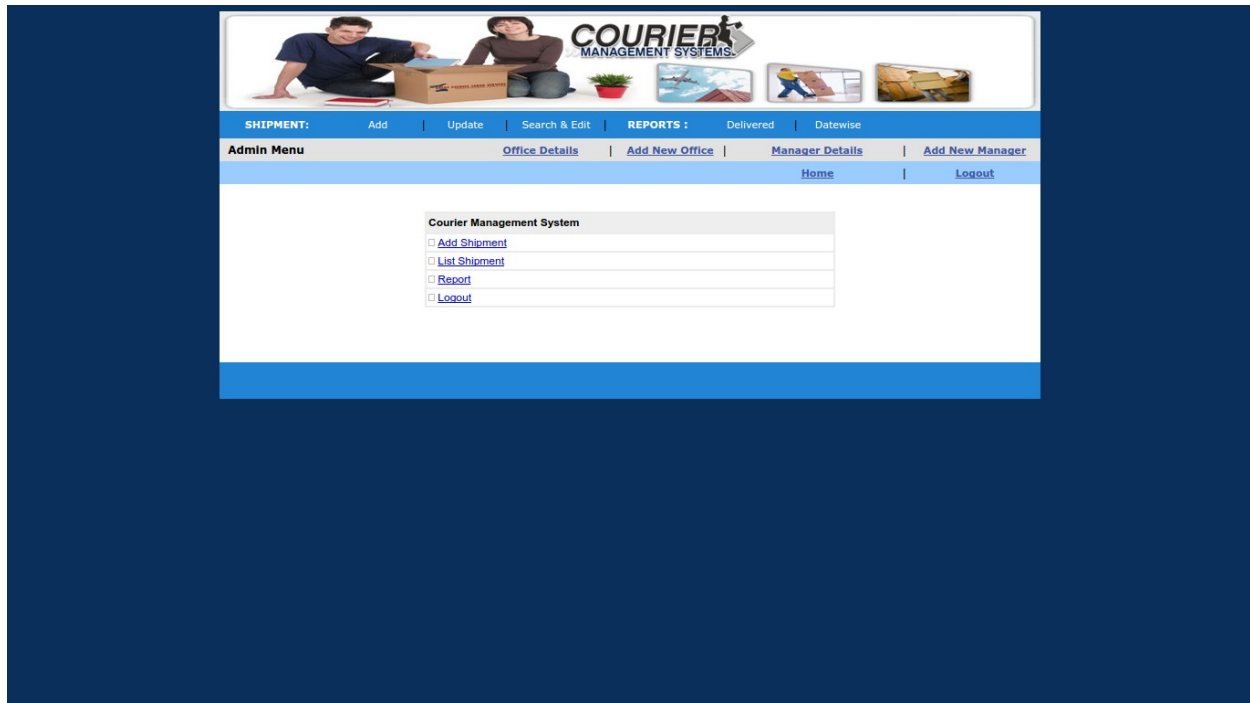 COURIER
MANAGEMENT SYSTEMS
SHIPMENT: Add | Update | Search & Edit | REPORTS : Delivered | Datewise
Admin Menu Office Details | Add New Office | Manager Details | Add New Manager
Home | Logout
Courier Management System
Add Shipment
List Shipment
Report
Logout